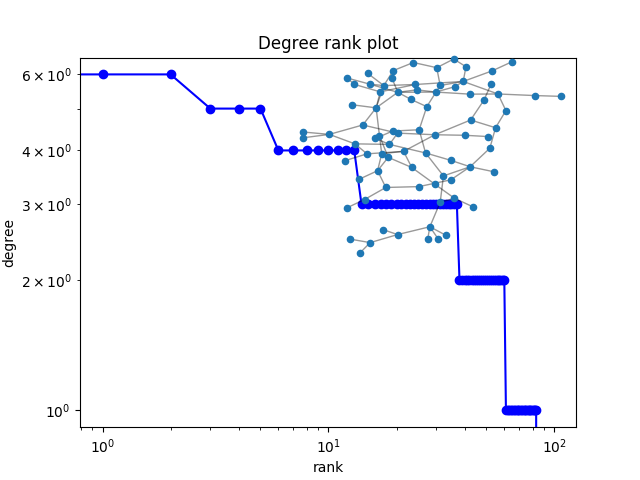 Degree rank plot
degree
6 × 10⁰
4 × 10⁰
3 × 10⁰
2 × 10⁰
10⁰
10⁰ 10¹ 10²
rank